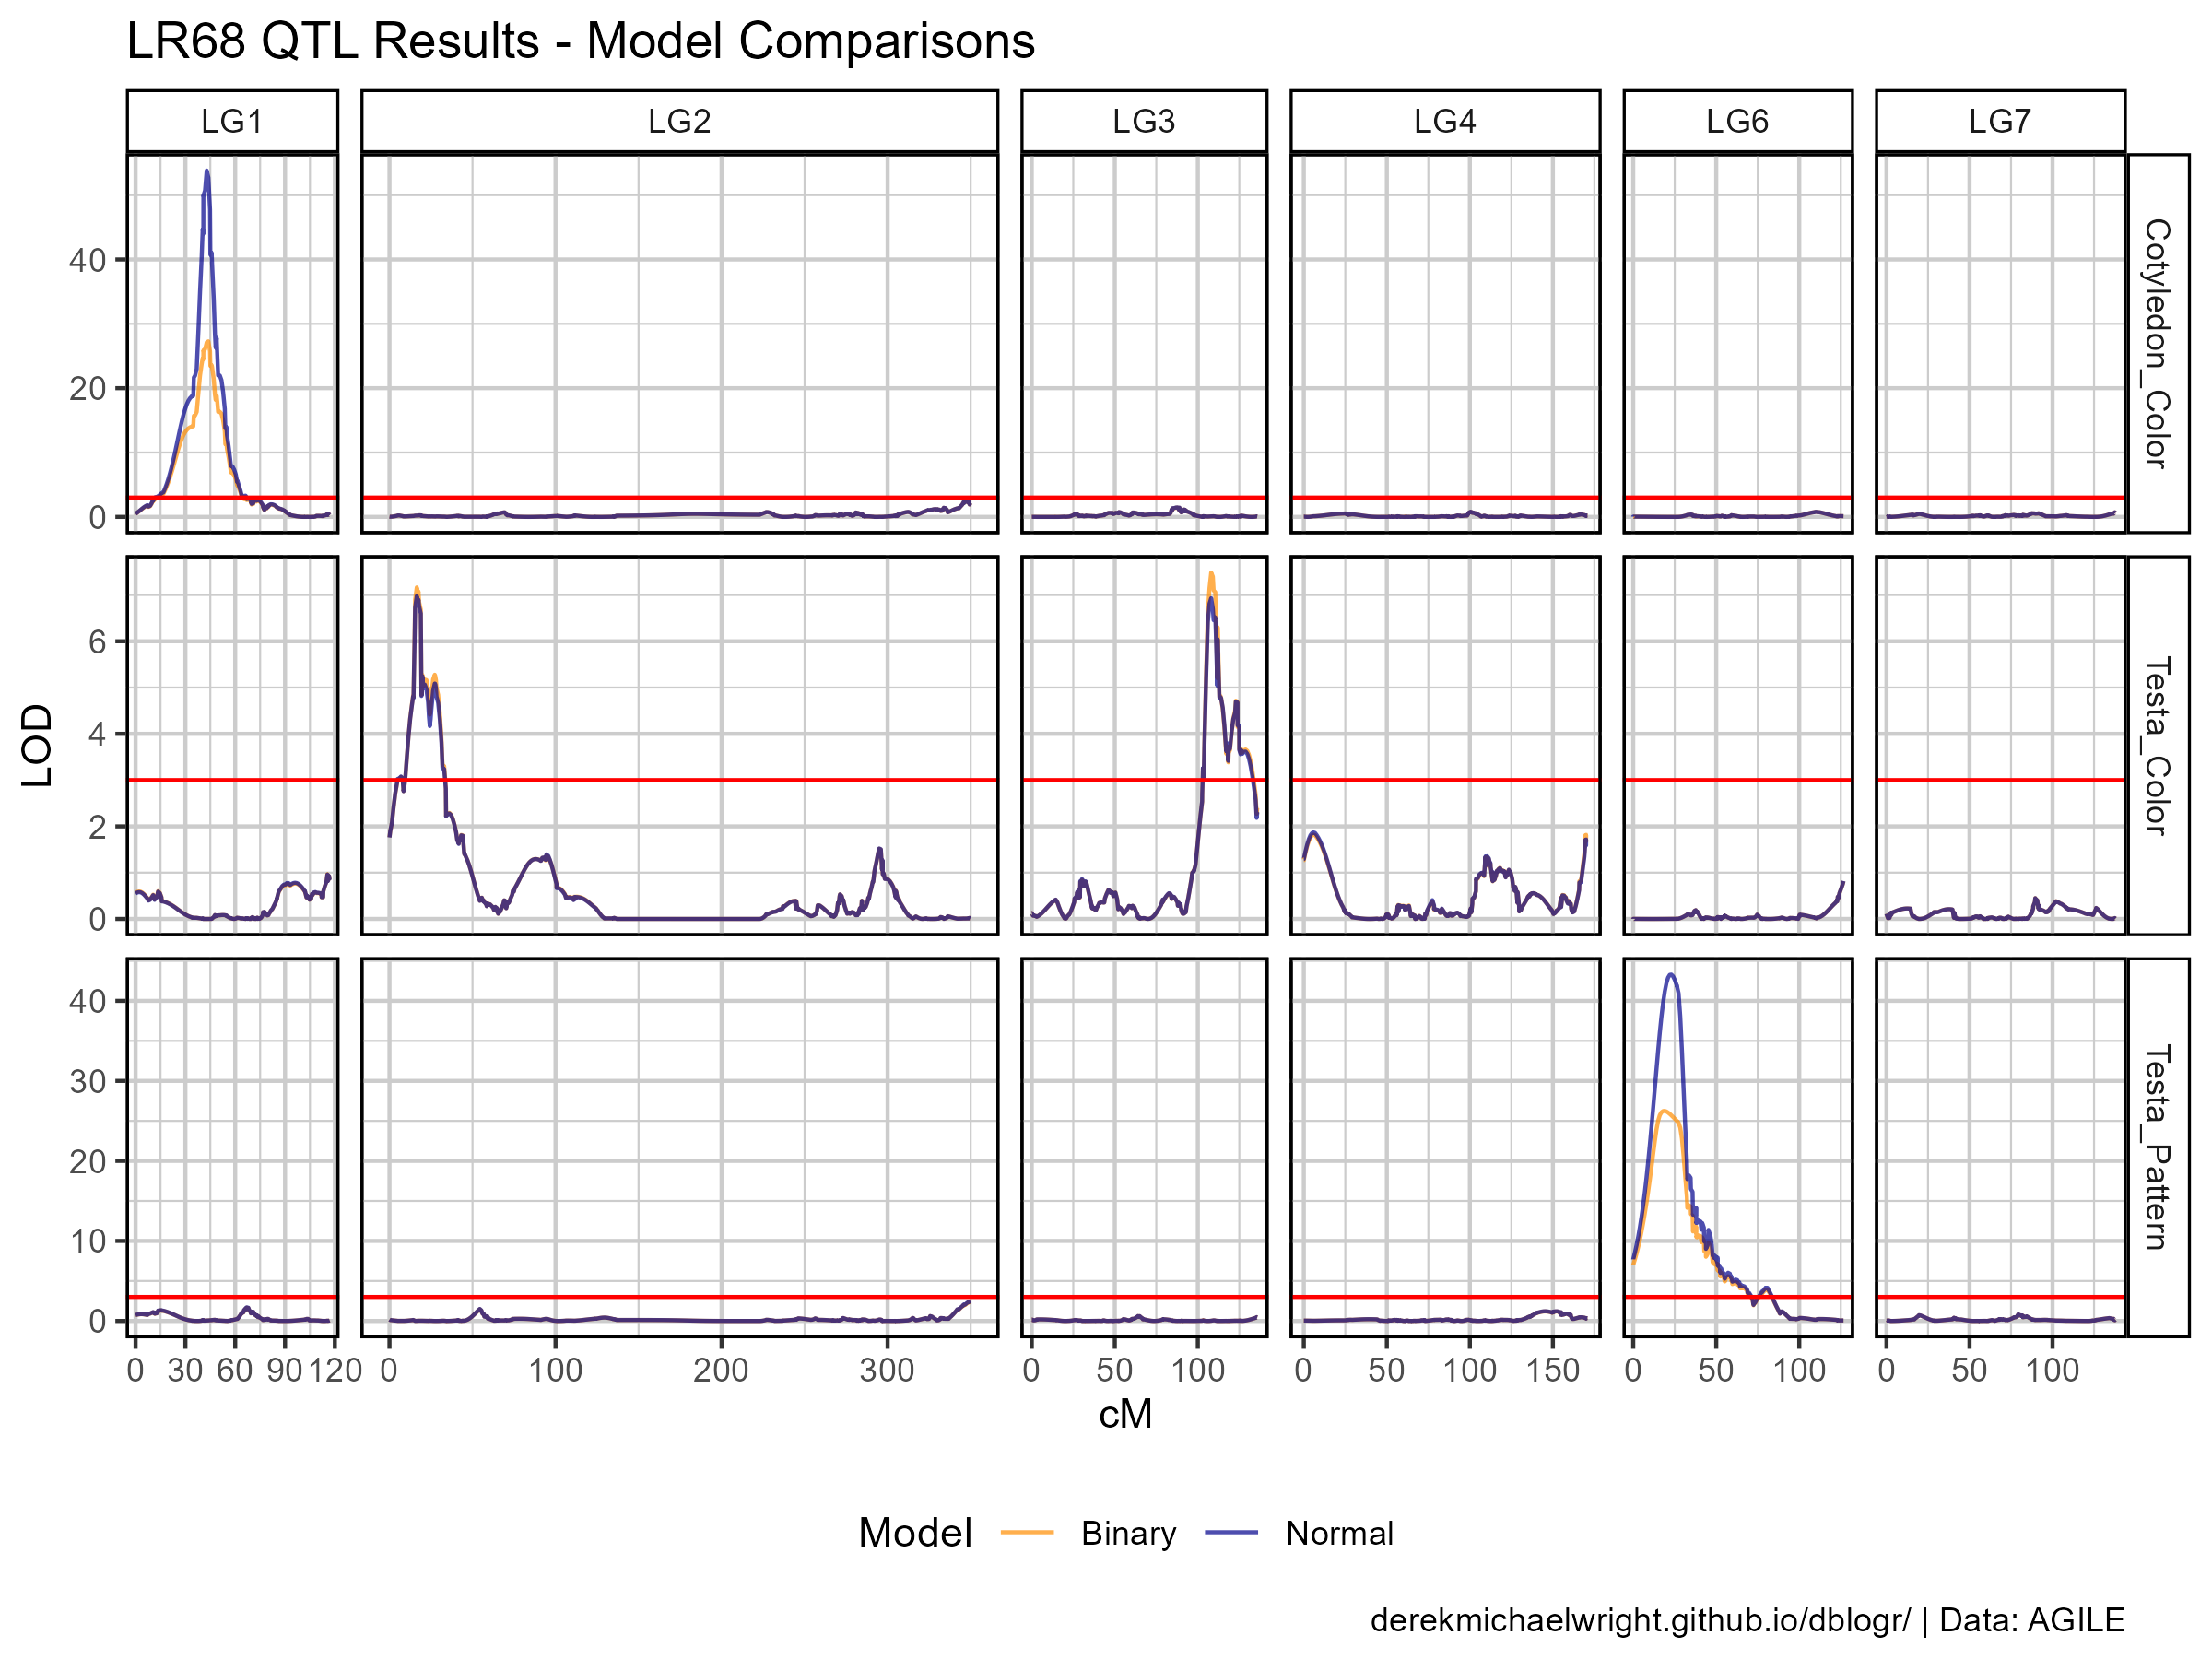 LR68 QTL Results - Model Comparisons
LG1 LG2 LG3 LG4 LG6 LG7
Cotyledon_Color
40
20
0
Testa_Color
6
4
2
0
Testa_Pattern
40
30
20
10
0
LOD
0 30 60 90 120 0 100 200 300 0 50 100 0 50 100 150 0 50 100 0 50 100
cM
Model Binary Normal
derekmichaelwright.github.io/dblogr/ | Data: AGILE